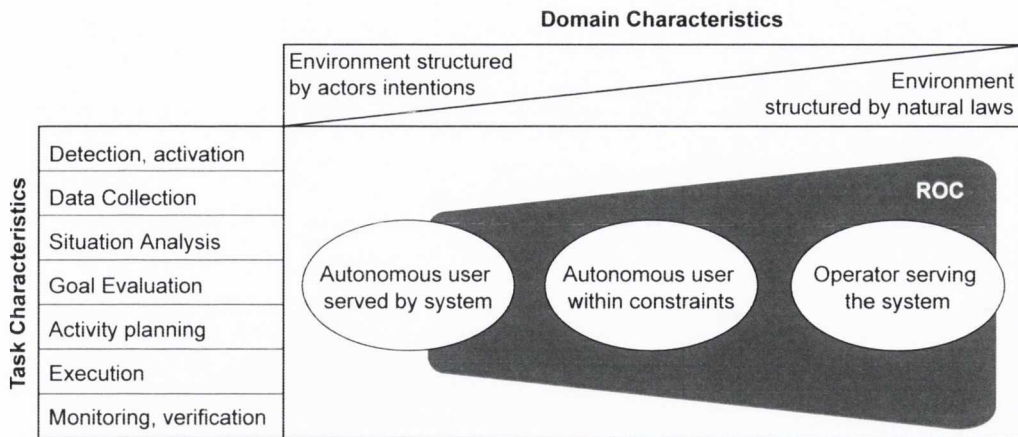 Domain Characteristics
Environment structured
by actors intentions
Environment
structured by natural laws
Task Characteristics
Detection, activation
Data Collection
Situation Analysis
Goal Evaluation
Activity planning
Execution
Monitoring, verification
ROC
Autonomous user
served by system
Autonomous user
within constraints
Operator serving
the system